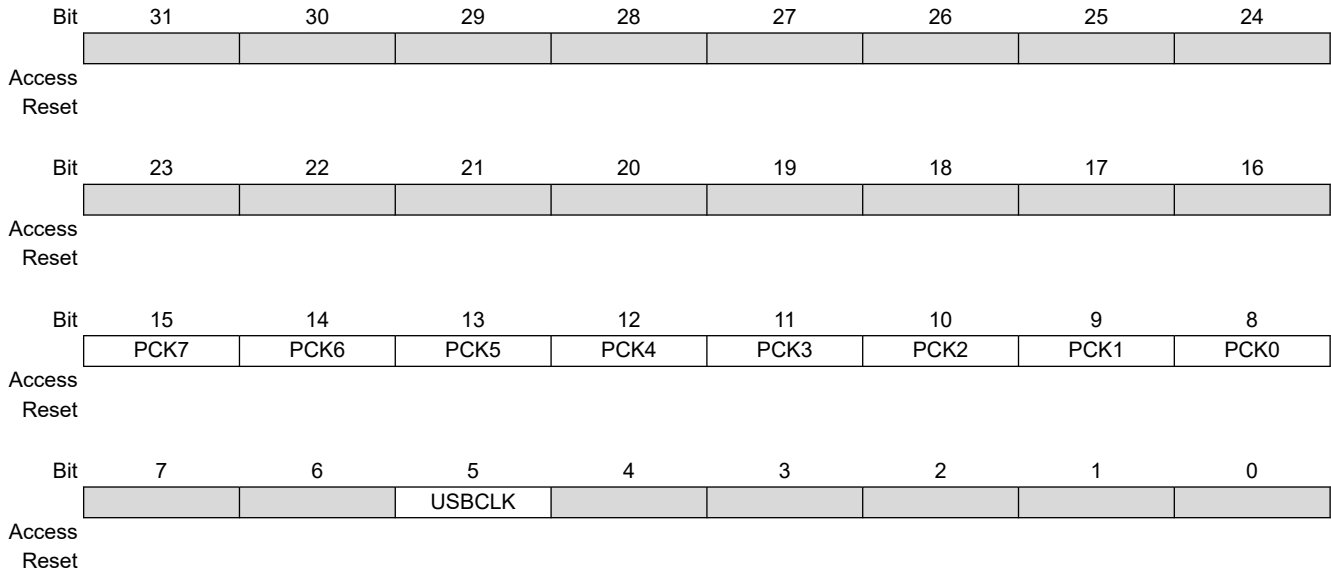 Bit 31 30 29 28 27 26 25 24
Access
Reset
Bit 23 22 21 20 19 18 17 16
Access
Reset
Bit 15 14 13 12 11 10 9 8
PCK7 PCK6 PCK5 PCK4 PCK3 PCK2 PCK1 PCK0
Access
Reset
Bit 7 6 5 4 3 2 1 0
USBCLK
Access
Reset